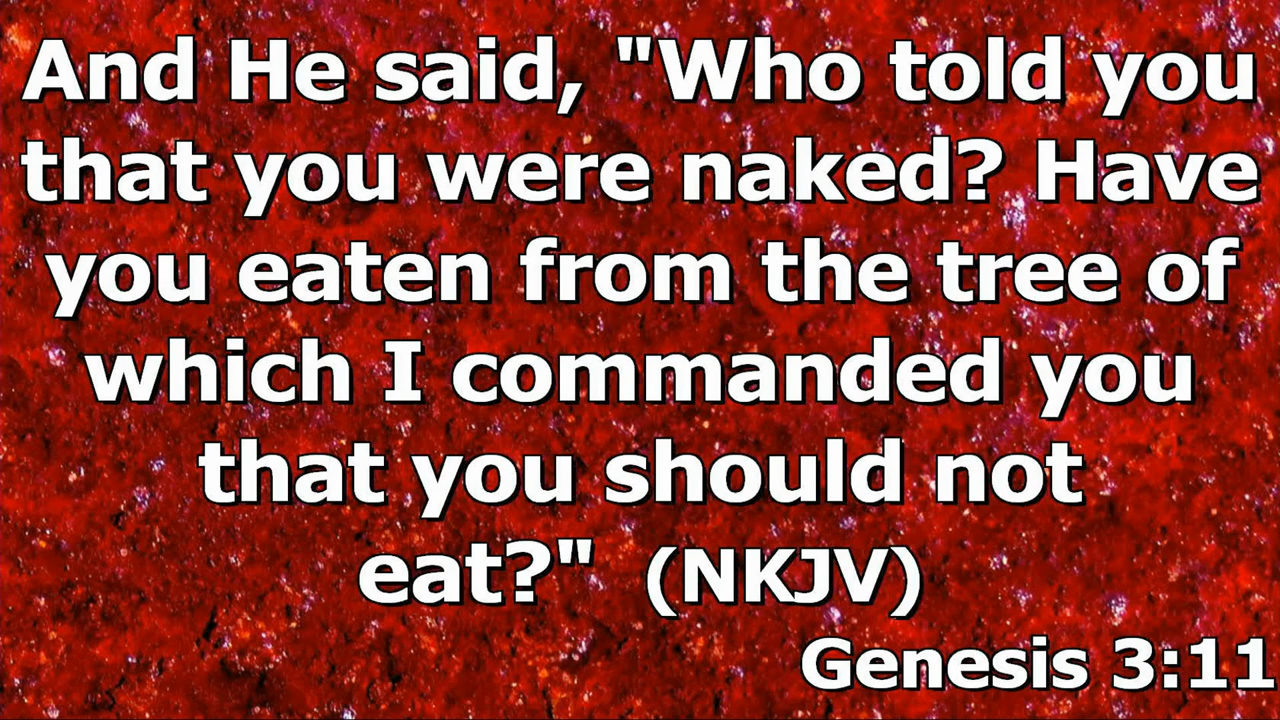 And He said, "Who told you
that you were naked? Have
you eaten from the tree of
which I commanded you
that you should not
eat?" (NKJV)
Genesis 3:11